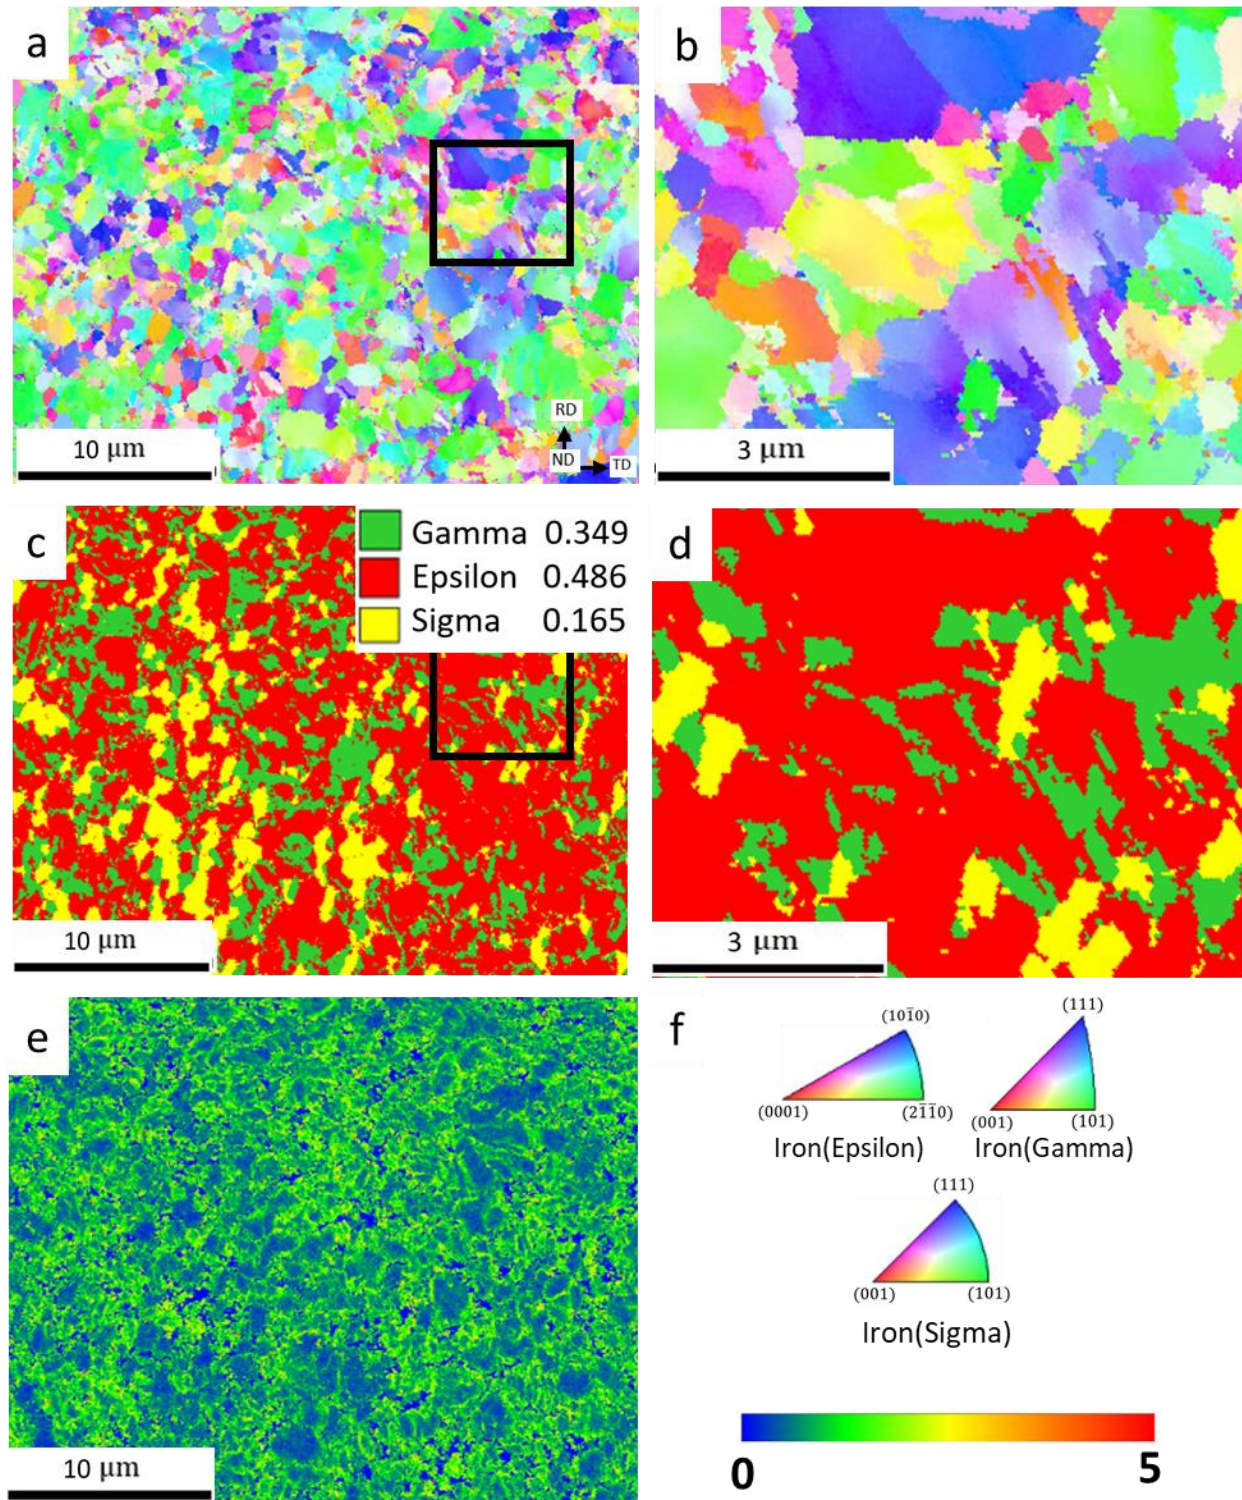 a
b
RD
ND
TD
10 μm
3 μm
c
Gamma 0.349
Epsilon 0.486
Sigma 0.165
d
10 μm
3 μm
e
f
(101̅0)
(111)
(0001)
(21̅1̅0)
(001)
(101)
Iron(Epsilon)
Iron(Gamma)
(111)
(001)
(101)
Iron(Sigma)
10 μm
0
5